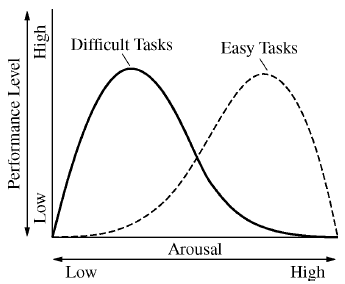 Difficult Tasks
Easy Tasks
High
Performance Level
Low
Arousal
Low
High